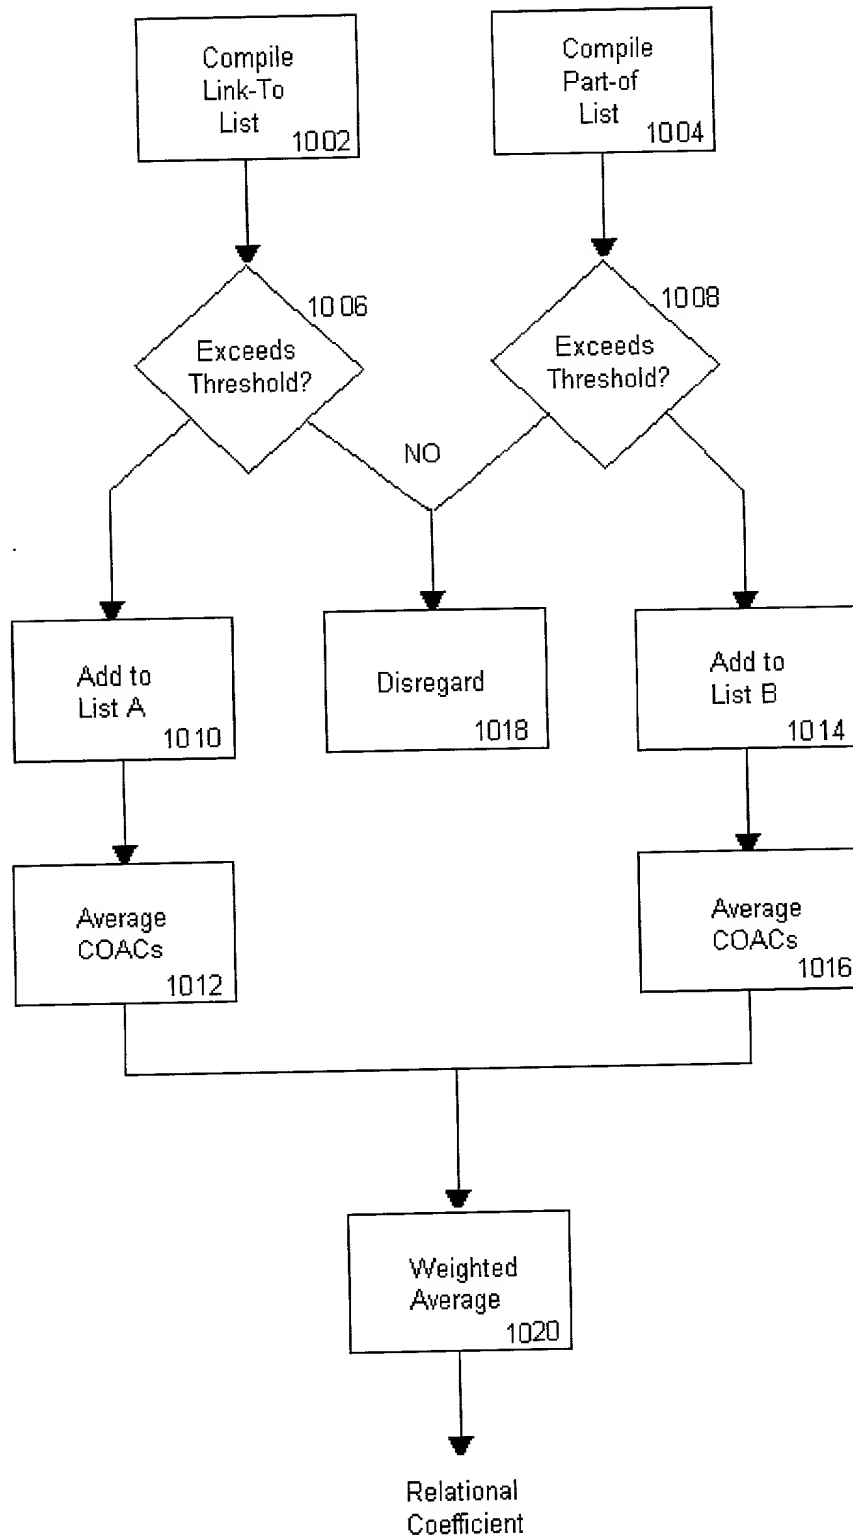 Compile
Link-To
List
1002
Compile
Part-of
List
1004
1006
Exceeds
Threshold?
1008
Exceeds
Threshold?
NO
Add to
List A
1010
Disregard
1018
Add to
List B
1014
Average
COACs
1012
Average
COACs
1016
Weighted
Average
1020
Relational
Coefficient